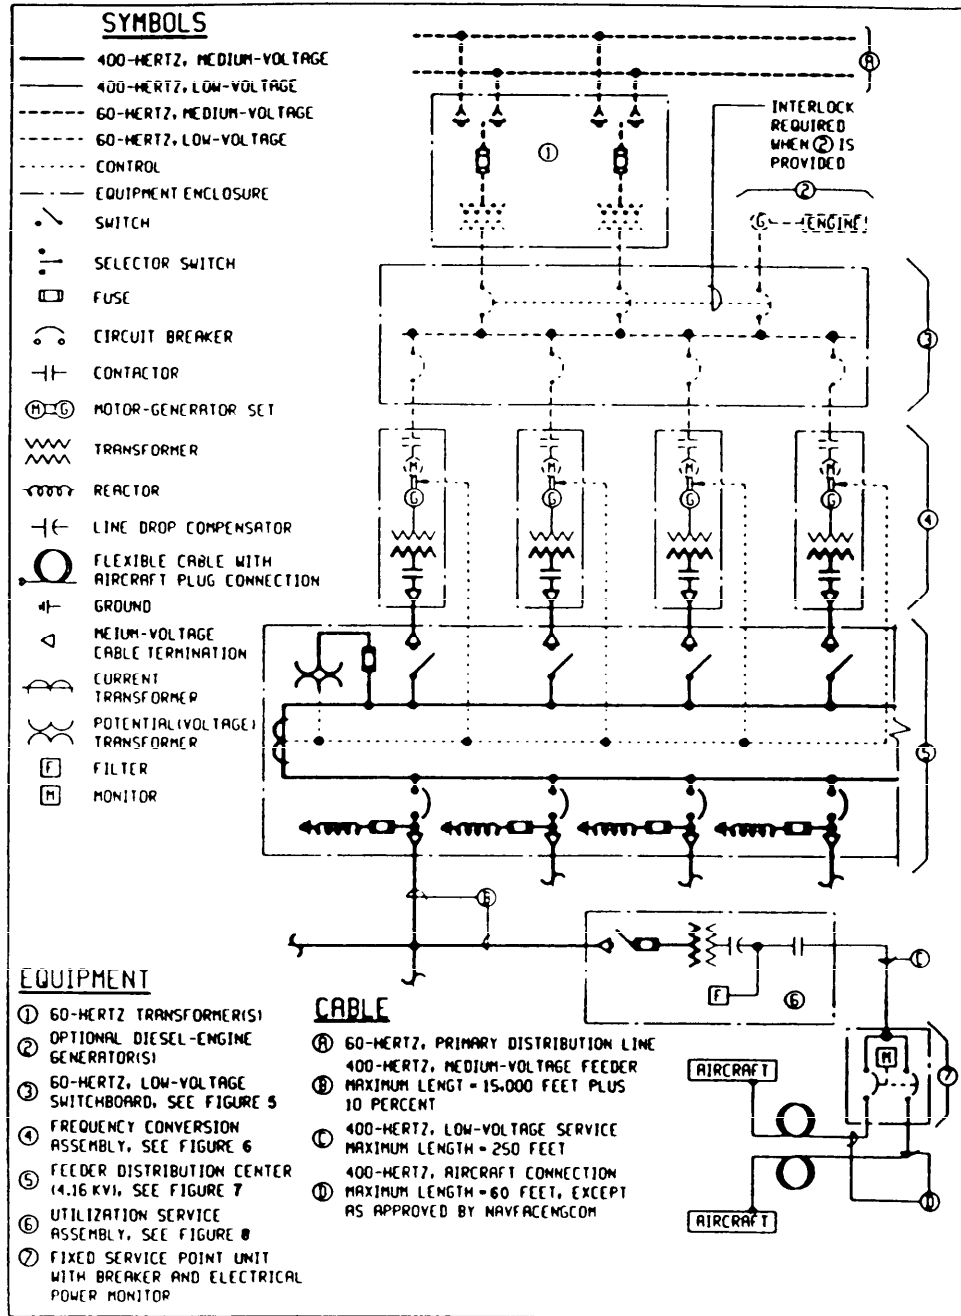 SYMBOLS
400-HERTZ, MEDIUM-VOLTAGE
400-HERTZ, LOW-VOLTAGE
60-HERTZ, MEDIUM-VOLTAGE
60-HERTZ, LOW-VOLTAGE
CONTROL
EQUIPMENT ENCLOSURE
SWITCH
SELECTOR SWITCH
FUSE
CIRCUIT BREAKER
CONTACTOR
M G MOTOR-GENERATOR SET
TRANSFORMER
REACTOR
LINE DROP COMPENSATOR
FLEXIBLE CABLE WITH
AIRCRAFT PLUG CONNECTION
GROUND
MEIUM-VOLTAGE
CABLE TERMINATION
CURRENT
TRANSFORMER
POTENTIAL(VOLTAGE)
TRANSFORMER
F FILTER
M MONITOR
A
1
INTERLOCK
REQUIRED
WHEN 2 IS
PROVIDED
2
G ENGINE
3
M M M M
G G G G
4
5
B
F
6
C
M
7
AIRCRAFT
D
AIRCRAFT
EQUIPMENT
1 60-HERTZ TRANSFORMER(S)
2 OPTIONAL DIESEL-ENGINE
GENERATOR(S)
3 60-HERTZ, LOW-VOLTAGE
SWITCHBOARD, SEE FIGURE 5
4 FREQUENCY CONVERSION
ASSEMBLY, SEE FIGURE 6
5 FEEDER DISTRIBUTION CENTER
(4.16 KV), SEE FIGURE 7
6 UTILIZATION SERVICE
ASSEMBLY, SEE FIGURE 8
7 FIXED SERVICE POINT UNIT
WITH BREAKER AND ELECTRICAL
POWER MONITOR
CABLE
A 60-HERTZ, PRIMARY DISTRIBUTION LINE
400-HERTZ, MEDIUM-VOLTAGE FEEDER
B MAXIMUM LENGT = 15,000 FEET PLUS
10 PERCENT
C 400-HERTZ, LOW-VOLTAGE SERVICE
MAXIMUM LENGTH = 250 FEET
400-HERTZ, AIRCRAFT CONNECTION
D MAXIMUM LENGTH = 60 FEET, EXCEPT
AS APPROVED BY NAVFACENGCOM